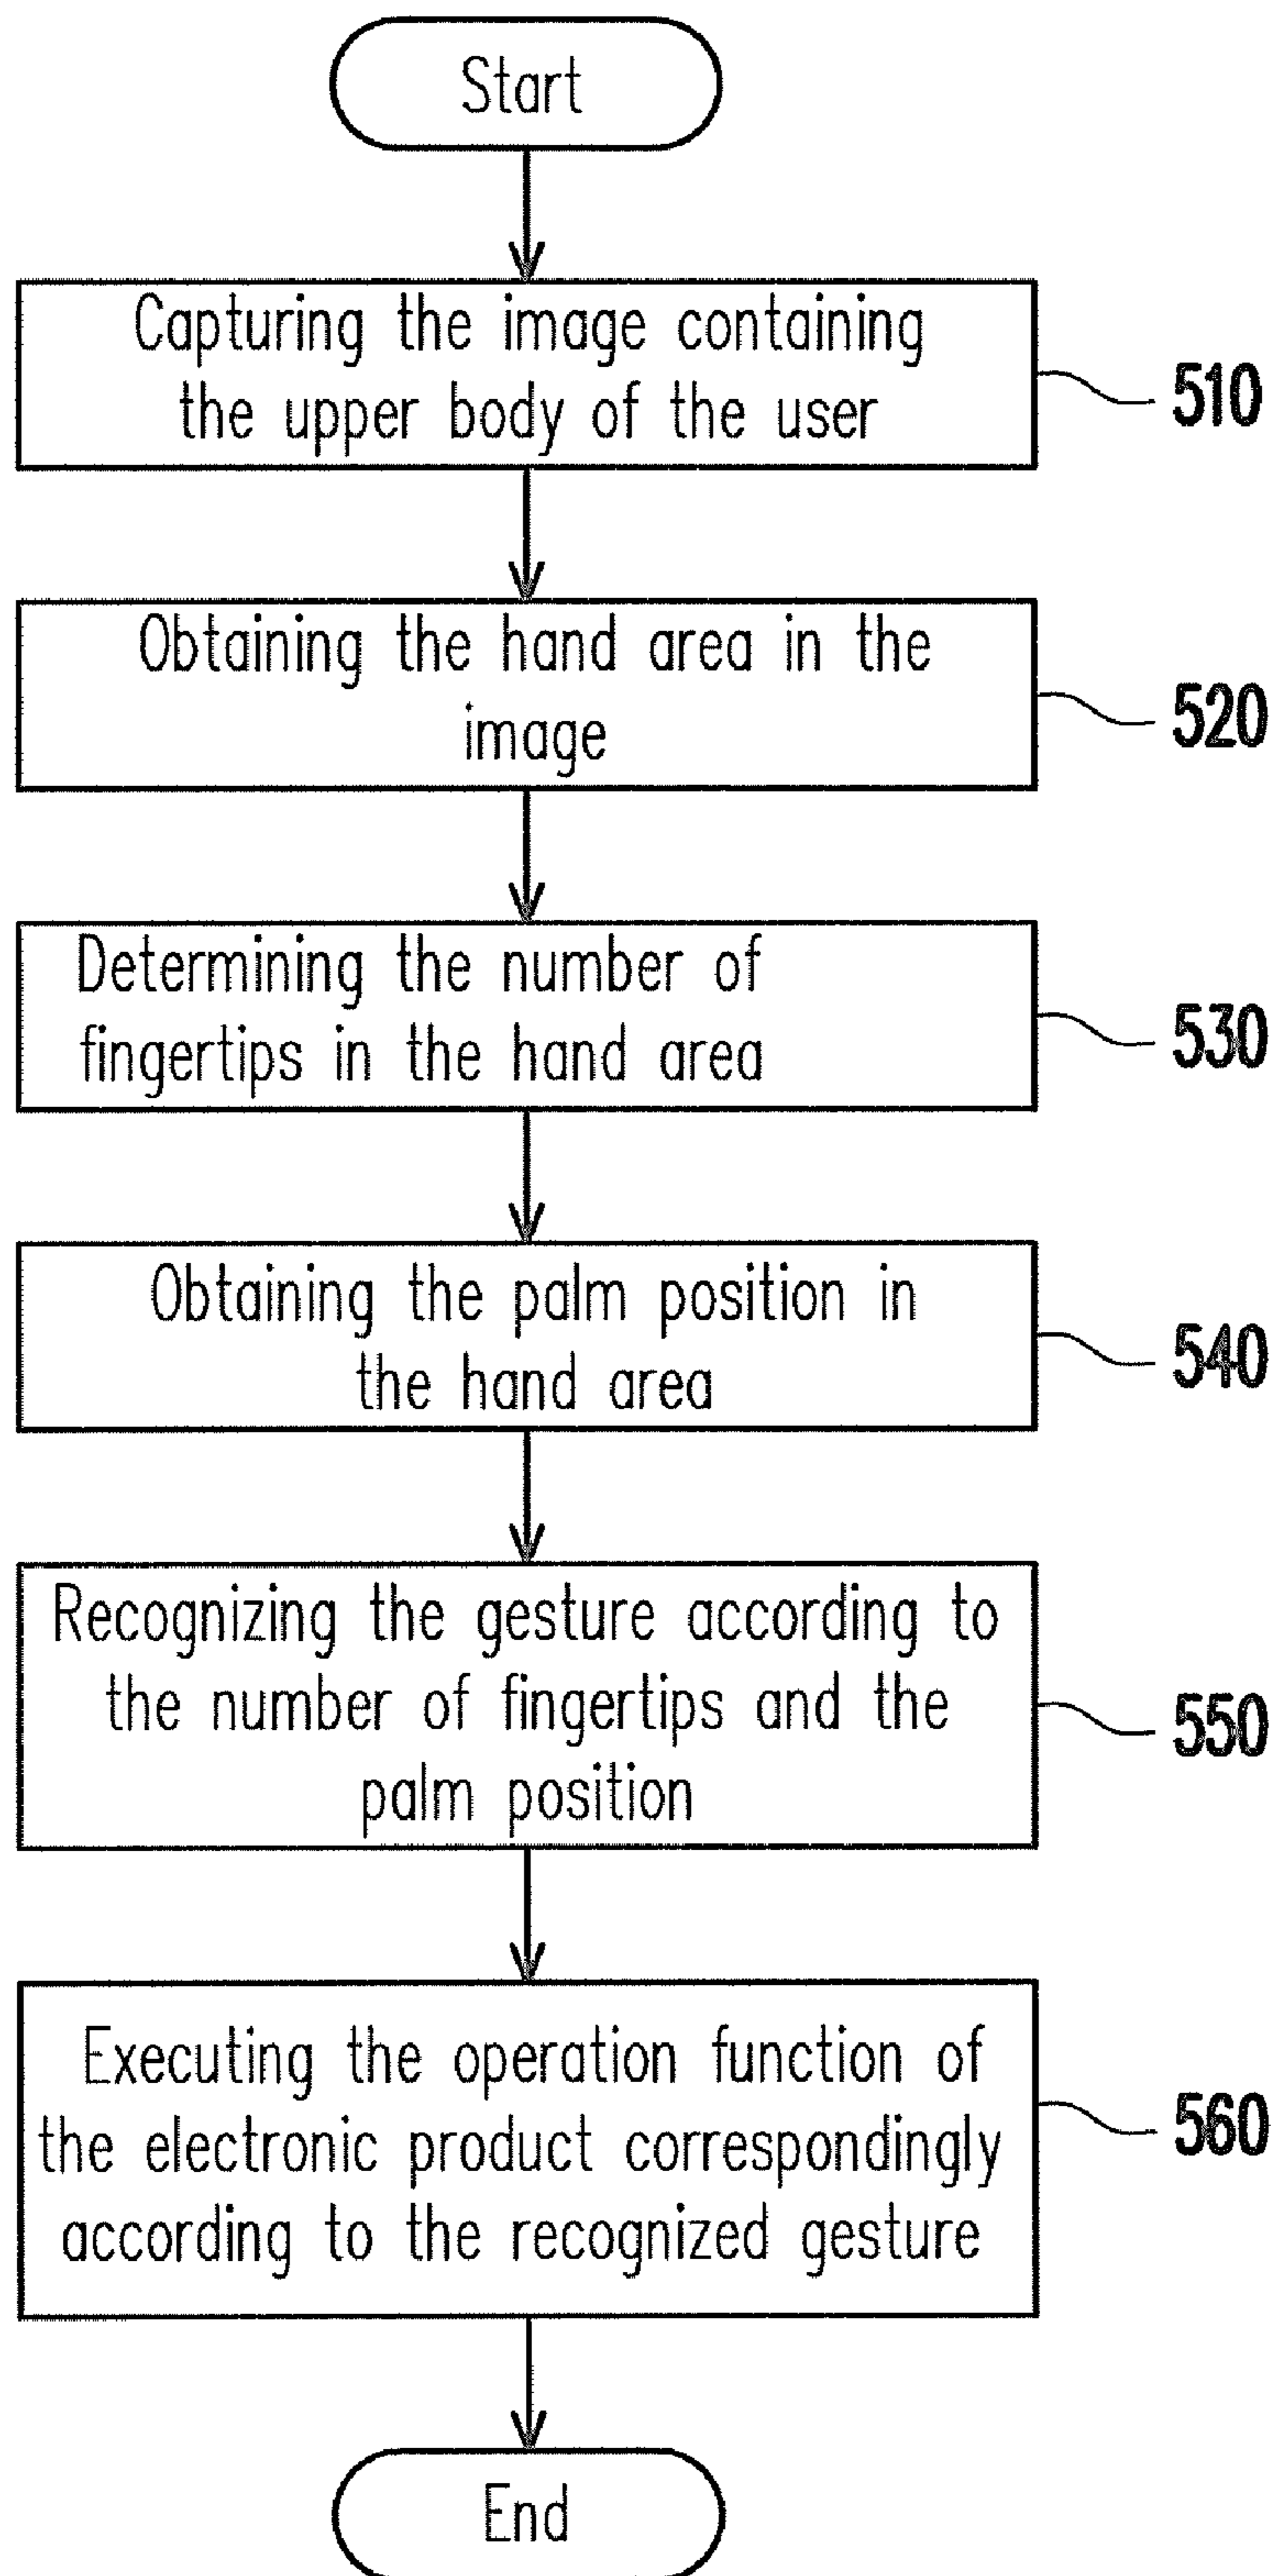 Start
Capturing the image containing
the upper body of the user
510
Obtaining the hand area in the
image
520
Determining the number of
fingertips in the hand area
530
Obtaining the palm position in
the hand area
540
Recognizing the gesture according to
the number of fingertips and the
palm position
550
Executing the operation function of
the electronic product correspondingly
according to the recognized gesture
560
End